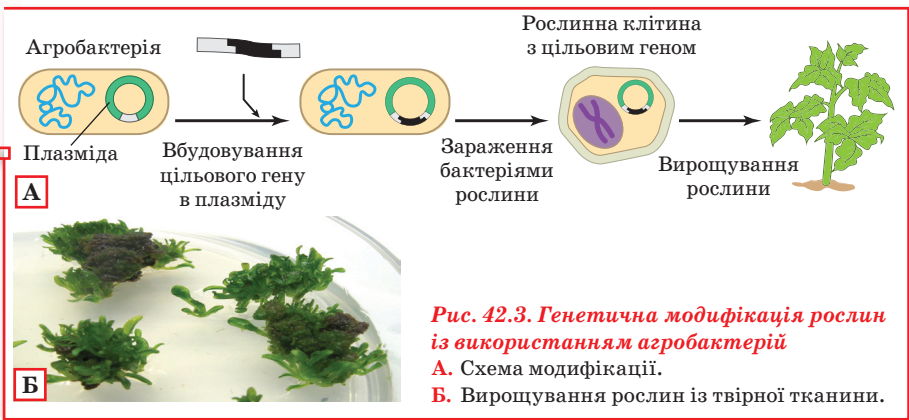 Агробактерія
Плазміда
Вбудовування
цільового гену
в плазміду
Зараження
бактеріями
рослини
Рослинна клітина
з цільовим геном
Вирощування
рослини
А
Б
Рис. 42.3. Генетична модифікація рослин
із використанням агробактерій
А. Схема модифікації.
Б. Вирощування рослин із твірної тканини.